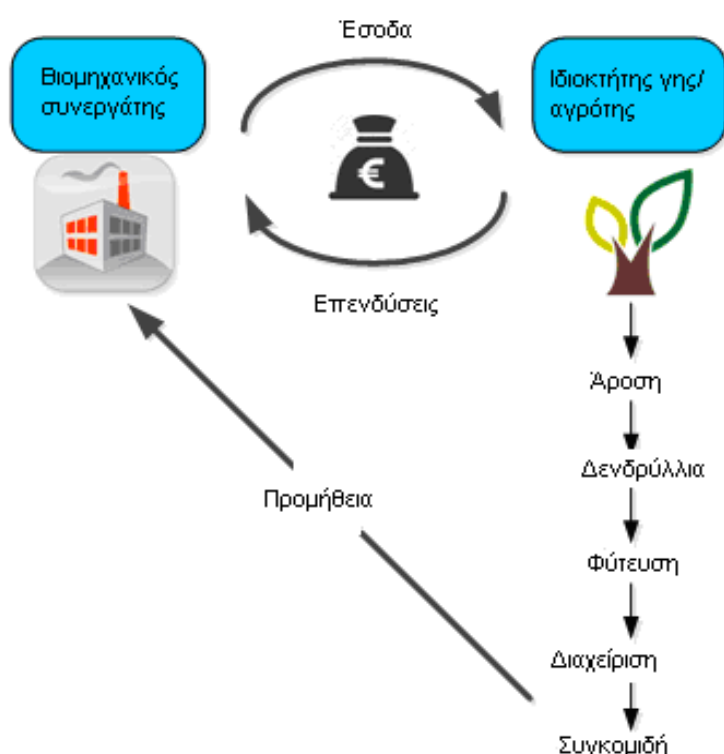 Έσοδα
Βιομηχανικός
συνεργάτης
Ιδιοκτήτης γης/
αγρότης
€
Επενδύσεις
Άροση
Δενδρύλλια
Προμήθεια
Φύτευση
Διαχείριση
Συγκομιδή